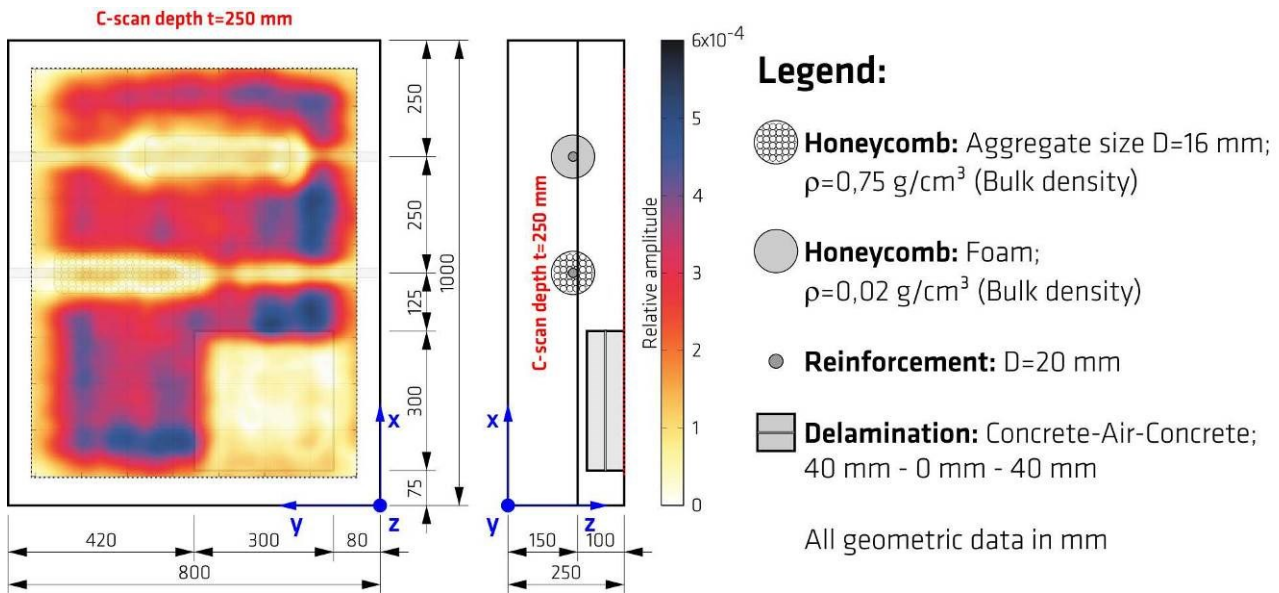 C-scan depth t=250 mm
250
250
125
300
75
1000
x
y
z
420
300
80
800
C-scan depth t=250 mm
x
y
z
150
100
250
6x10⁻⁴
5
4
3
2
1
0
Relative amplitude
Legend:
Honeycomb: Aggregate size D=16 mm;
ρ=0,75 g/cm³ (Bulk density)
Honeycomb: Foam;
ρ=0,02 g/cm³ (Bulk density)
Reinforcement: D=20 mm
Delamination: Concrete-Air-Concrete;
40 mm - 0 mm - 40 mm
All geometric data in mm